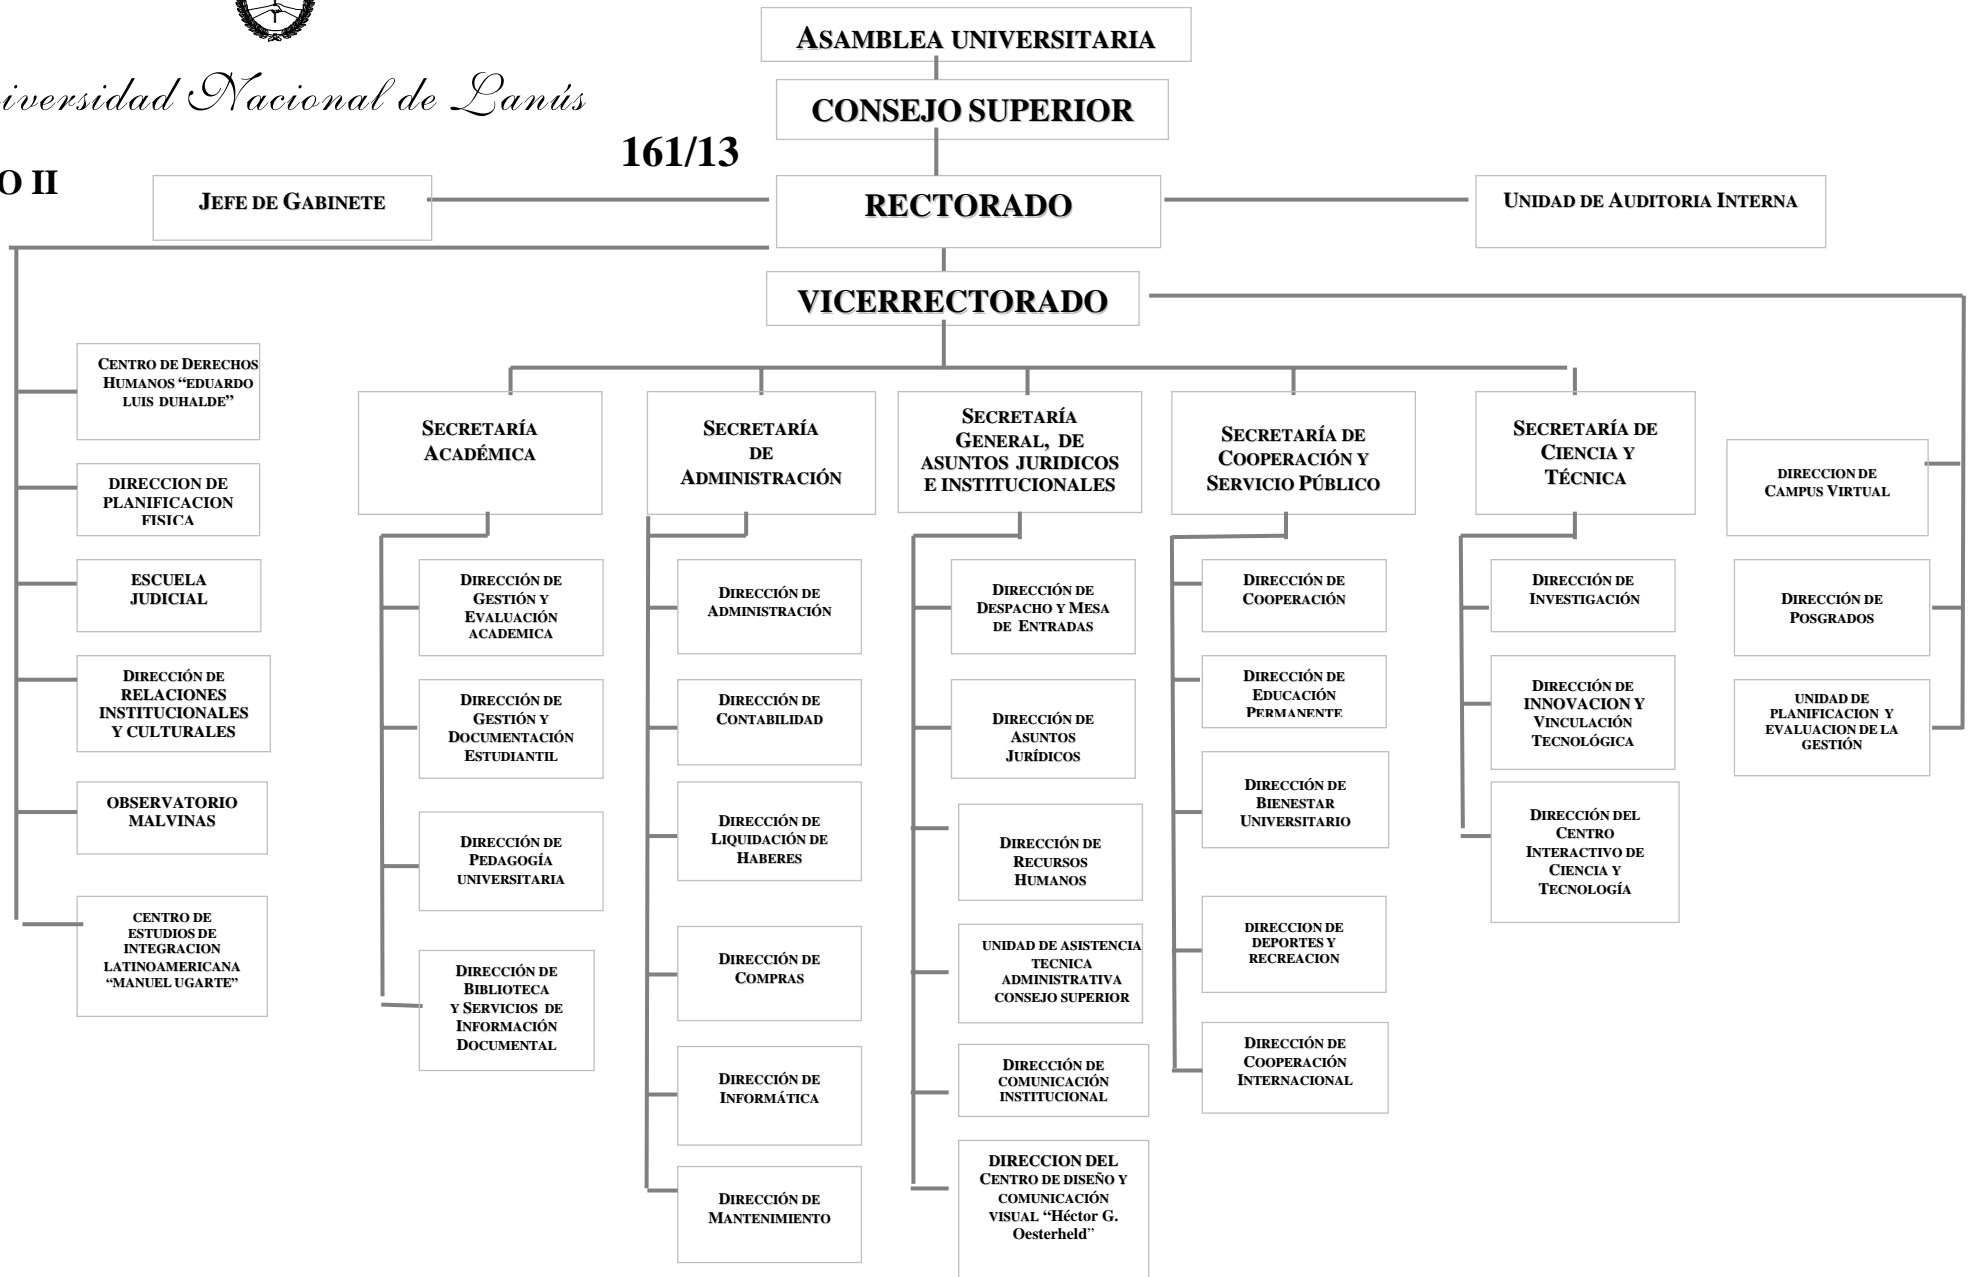 ASAMBLEA UNIVERSITARIA
iversidad Nacional de Lanús
CONSEJO SUPERIOR
161/13
O II
JEFE DE GABINETE
RECTORADO
UNIDAD DE AUDITORIA INTERNA
VICERRECTORADO
CENTRO DE DERECHOS
HUMANOS “EDUARDO
LUIS DUHALDE”
DIRECCION DE
PLANIFICACION
FISICA
ESCUELA
JUDICIAL
DIRECCIÓN DE
RELACIONES
INSTITUCIONALES
Y CULTURALES
OBSERVATORIO
MALVINAS
CENTRO DE
ESTUDIOS DE
INTEGRACION
LATINOAMERICANA
“MANUEL UGARTE”
SECRETARÍA
ACADÉMICA
DIRECCIÓN DE
GESTIÓN Y
EVALUACIÓN
ACADEMICA
DIRECCIÓN DE
GESTIÓN Y
DOCUMENTACIÓN
ESTUDIANTIL
DIRECCIÓN DE
PEDAGOGÍA
UNIVERSITARIA
DIRECCIÓN DE
BIBLIOTECA
Y SERVICIOS DE
INFORMACIÓN
DOCUMENTAL
SECRETARÍA
DE
ADMINISTRACIÓN
DIRECCIÓN DE
ADMINISTRACIÓN
DIRECCIÓN DE
CONTABILIDAD
DIRECCIÓN DE
LIQUIDACIÓN DE
HABERES
DIRECCIÓN DE
COMPRAS
DIRECCIÓN DE
INFORMÁTICA
DIRECCIÓN DE
MANTENIMIENTO
SECRETARÍA
GENERAL, DE
ASUNTOS JURIDICOS
E INSTITUCIONALES
DIRECCIÓN DE
DESPACHO Y MESA
DE ENTRADAS
DIRECCIÓN DE
ASUNTOS
JURÍDICOS
DIRECCIÓN DE
RECURSOS
HUMANOS
UNIDAD DE ASISTENCIA
TECNICA
ADMINISTRATIVA
CONSEJO SUPERIOR
DIRECCIÓN DE
COMUNICACIÓN
INSTITUCIONAL
DIRECCION DEL
CENTRO DE DISEÑO Y
COMUNICACIÓN
VISUAL “Héctor G.
Oesterheld”
SECRETARÍA DE
COOPERACIÓN Y
SERVICIO PÚBLICO
DIRECCIÓN DE
COOPERACIÓN
DIRECCIÓN DE
EDUCACIÓN
PERMANENTE
DIRECCIÓN DE
BIENESTAR
UNIVERSITARIO
DIRECCION DE
DEPORTES Y
RECREACION
DIRECCIÓN DE
COOPERACIÓN
INTERNACIONAL
SECRETARÍA DE
CIENCIA Y
TÉCNICA
DIRECCIÓN DE
INVESTIGACIÓN
DIRECCIÓN DE
INNOVACION Y
VINCULACIÓN
TECNOLÓGICA
DIRECCIÓN DEL
CENTRO
INTERACTIVO DE
CIENCIA Y
TECNOLOGÍA
DIRECCION DE
CAMPUS VIRTUAL
DIRECCIÓN DE
POSGRADOS
UNIDAD DE
PLANIFICACION Y
EVALUACION DE LA
GESTIÓN